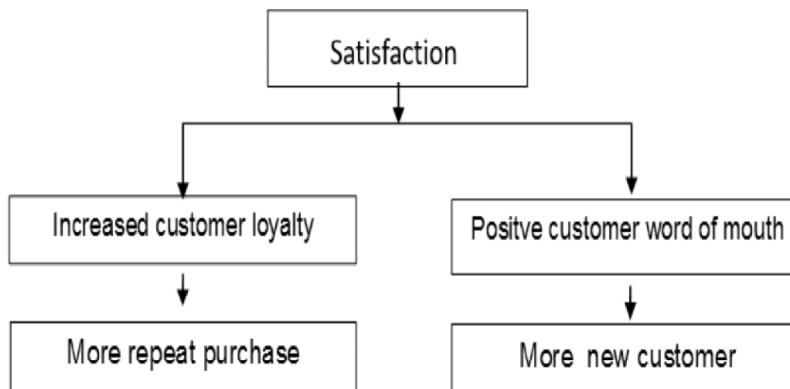 Satisfaction
Increased customer loyalty
Positve customer word of mouth
More repeat purchase
More new customer